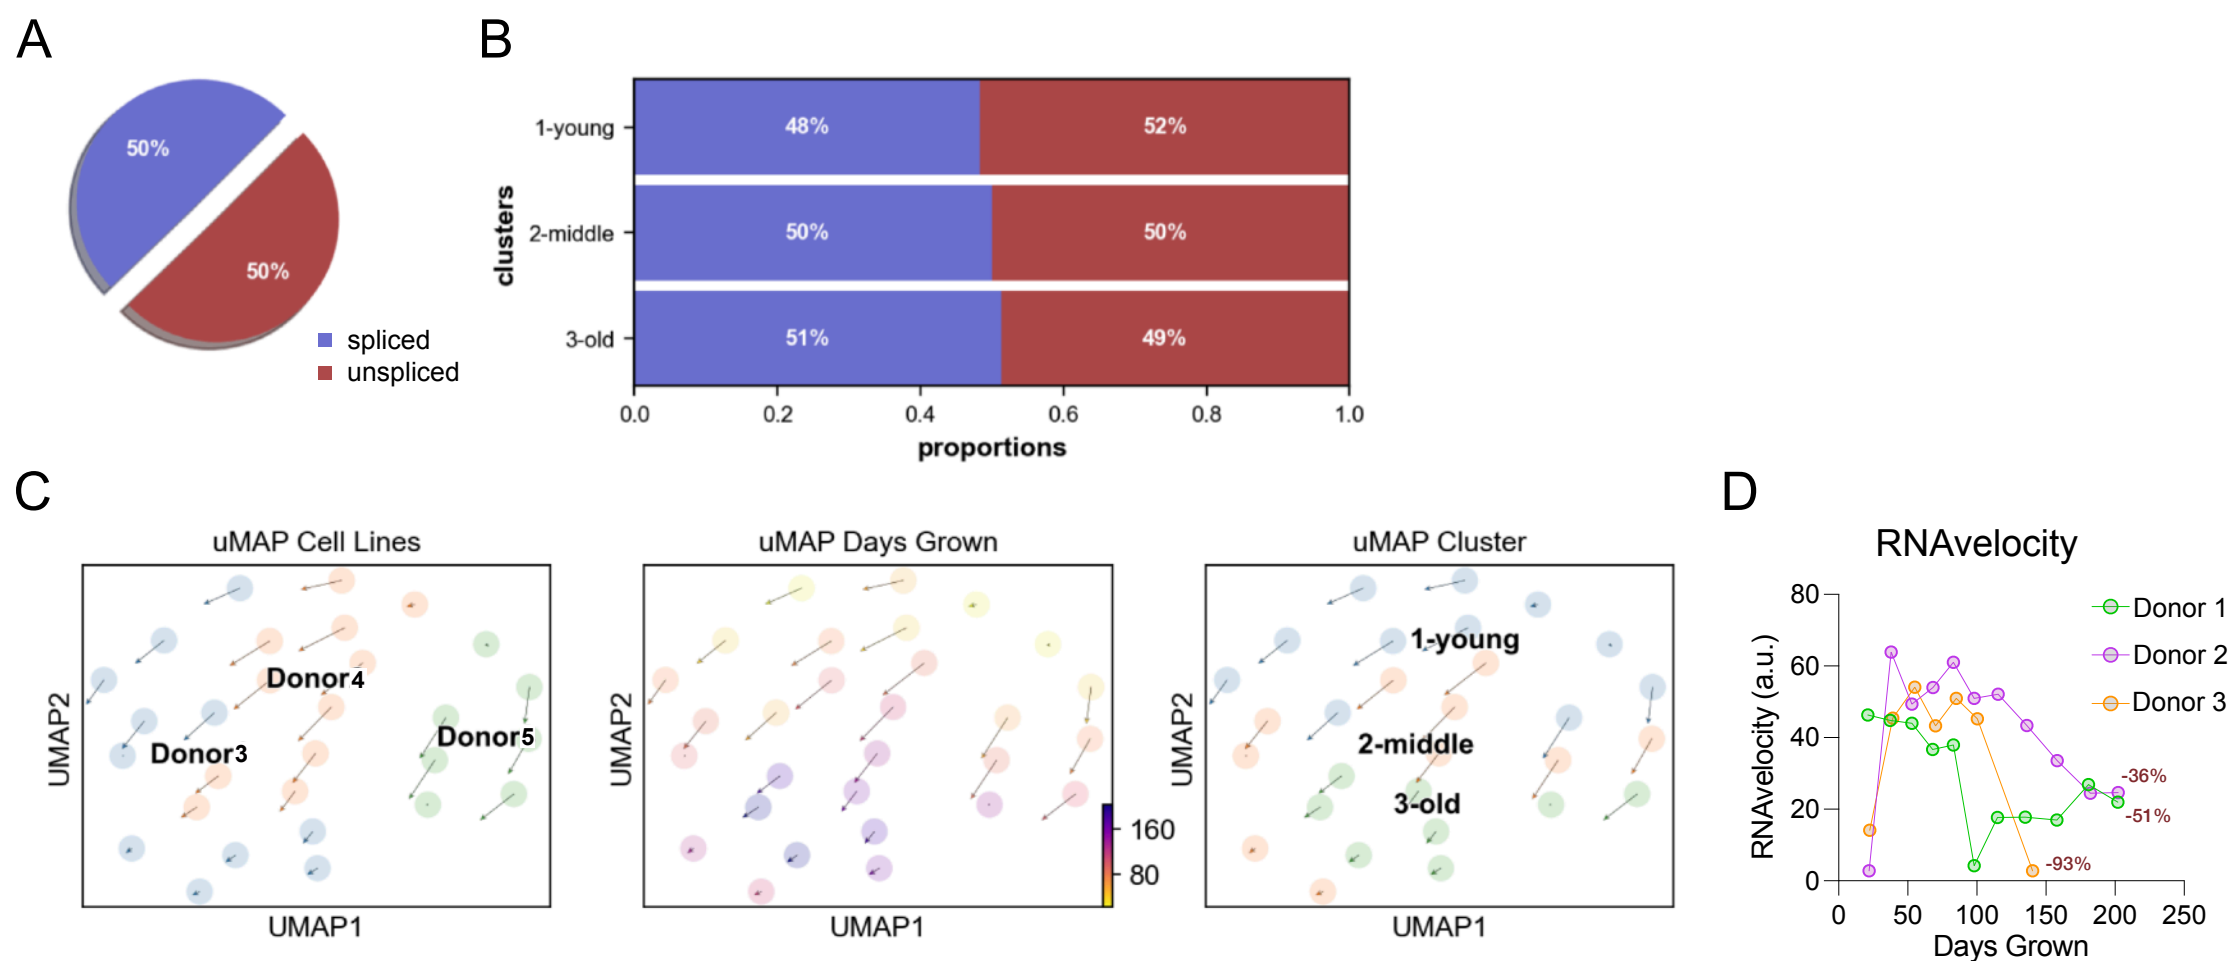 A
50%
50%
spliced
unspliced
B
clusters
1-young
48%
52%
2-middle
50%
50%
3-old
51%
49%
0.0
0.2
0.4
0.6
0.8
1.0
proportions
C
uMAP Cell Lines
UMAP2
Donor4
Donor3
Donor5
UMAP1
uMAP Days Grown
UMAP2
160
80
UMAP1
uMAP Cluster
UMAP2
1-young
2-middle
3-old
UMAP1
D
RNAvelocity
RNAvelocity (a.u.)
80
60
40
20
0
Donor 1
Donor 2
Donor 3
-36%
-51%
-93%
0
50
100
150
200
250
Days Grown